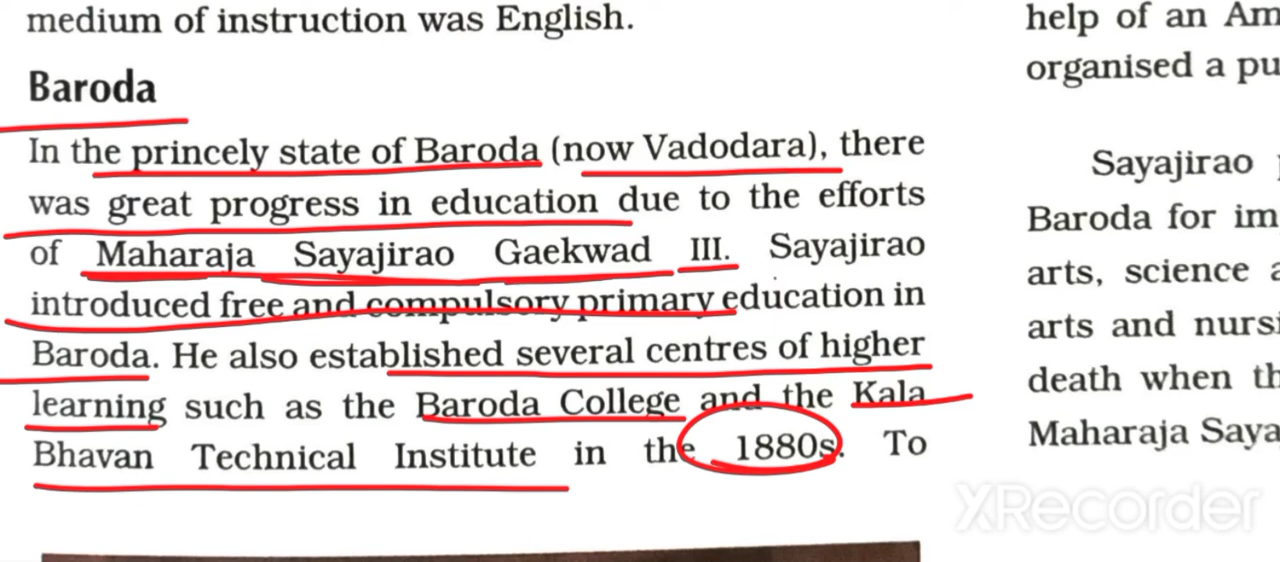 medium of instruction was English.
Baroda
In the princely state of Baroda (now Vadodara), there
was great progress in education due to the efforts
of Maharaja Sayajirao Gaekwad III. Sayajirao
introduced free and compulsory primary education in
Baroda. He also established several centres of higher
learning such as the Baroda College and the Kala
Bhavan Technical Institute in the 1880s. To
help of an Am
organised a pu
Sayajirao
Baroda for im
arts, science a
arts and nursi
death when th
Maharaja Saya
XRecorder